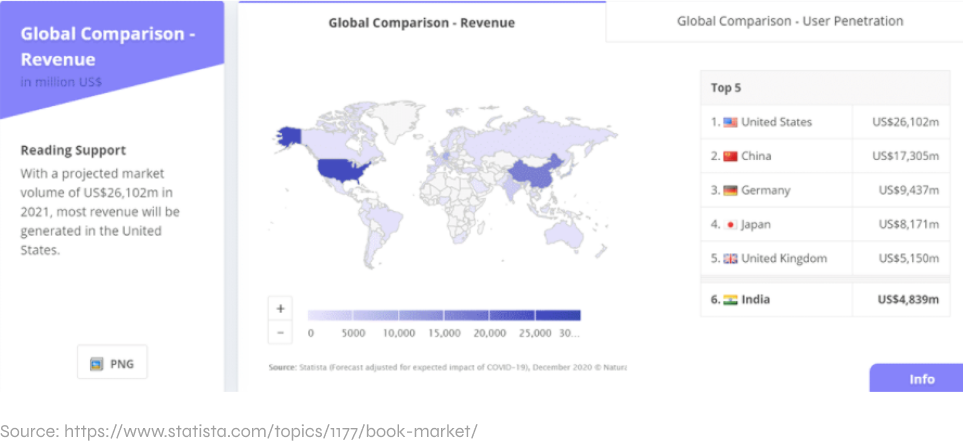 Global Comparison -
Revenue
in million US$
Reading Support
With a projected market
volume of US$26,102m in
2021, most revenue will be
generated in the United
States.
PNG
Global Comparison - Revenue
Global Comparison - User Penetration
Top 5
1. United States US$26,102m
2. China US$17,305m
3. Germany US$9,437m
4. Japan US$8,171m
5. United Kingdom US$5,150m
6. India US$4,839m
+
−
0 5000 10,000 15,000 20,000 25,000 30...
Source: Statista (Forecast adjusted for expected impact of COVID-19), December 2020 © Natura
Info
Source: https://www.statista.com/topics/1177/book-market/